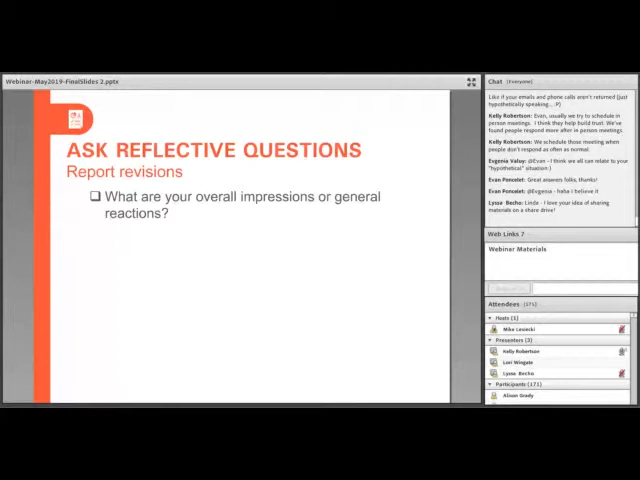 Webinar-May2019-FinalSlides 2.pptx
ASK REFLECTIVE QUESTIONS
Report revisions
What are your overall impressions or general
reactions?
Chat (Everyone)
Like if your emails and phone calls aren't returned (just
hypothetically speaking... :P)
Kelly Robertson: Evan, usually we try to schedule in
person meetings. I think they help build trust. We've
found people respond more after in person meetings.
Kelly Robertson: We schedule those meeting when
people don't respond as often as normal.
Evgenia Valuy: @Evan - I think we all can relate to your
"hypothetical" situation :)
Evan Poncelet: Great answers folks, thanks!
Evan Poncelet: @Evgenia - haha I believe it
Lyssa Becho: Linda - I love your idea of sharing
materials on a share drive!
Web Links 7
Webinar Materials
Attendees (175)
Hosts (1)
Mike Lesiecki
Presenters (3)
Kelly Robertson
Lori Wingate
Lyssa Becho
Participants (171)
Alison Grady